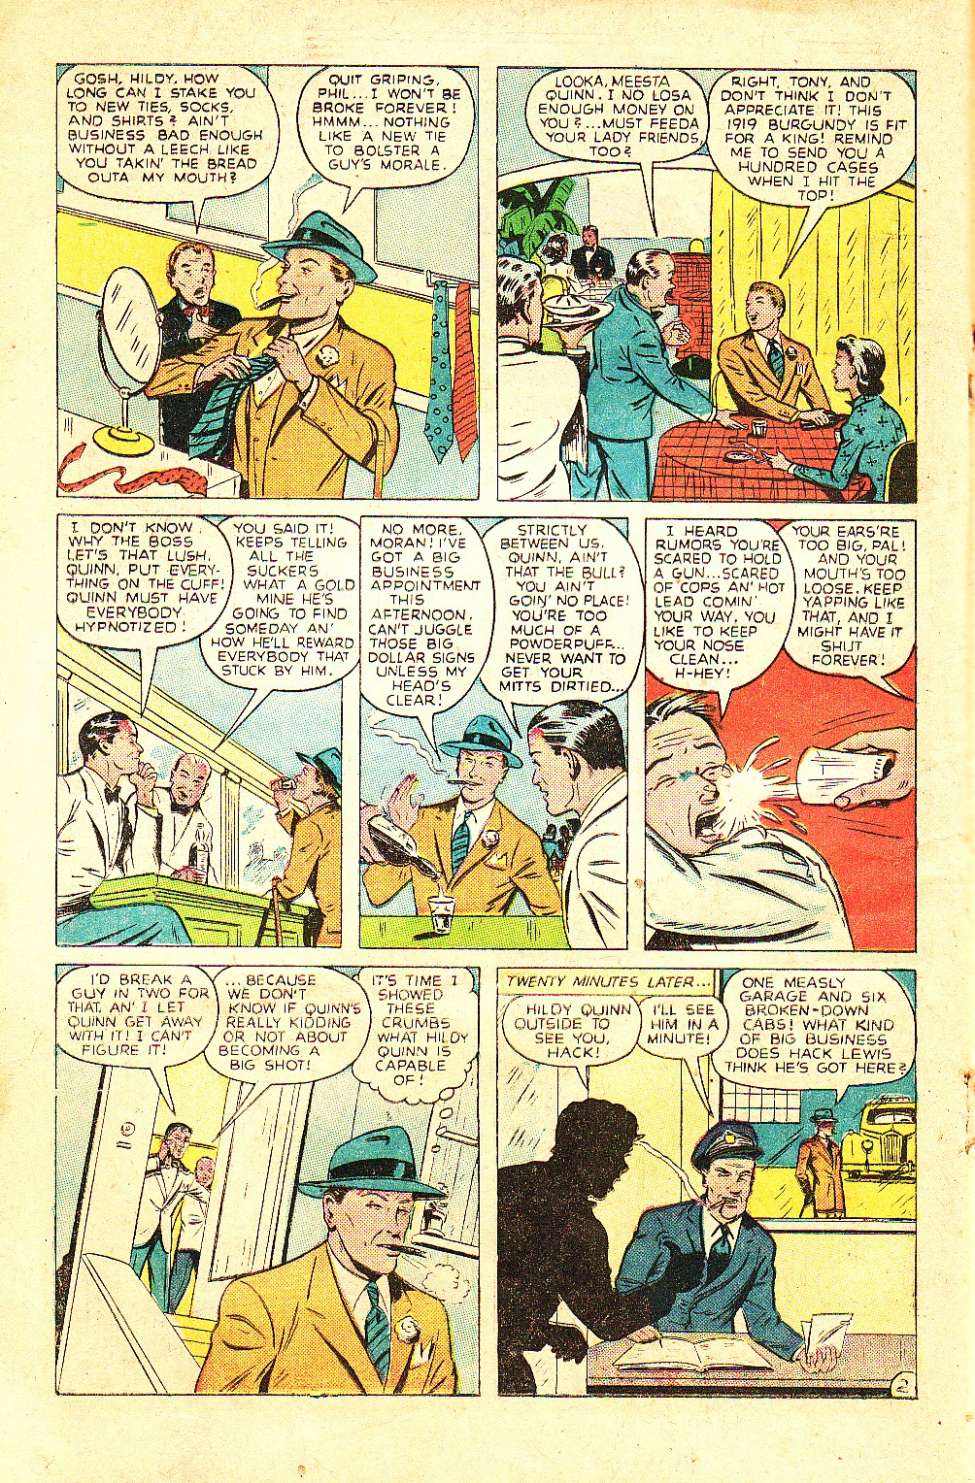 GOSH, HILDY, HOW
LONG CAN I STAKE YOU
TO NEW TIES, SOCKS,
AND SHIRTS? AIN'T
BUSINESS BAD ENOUGH
WITHOUT A LEECH LIKE
YOU TAKIN' THE BREAD
OUTA MY MOUTH?
QUIT GRIPING,
PHIL...I WON'T BE
BROKE FOREVER!
HMMM...NOTHING
LIKE A NEW TIE
TO BOLSTER A
GUY'S MORALE.
LOOKA, MEESTA
QUINN. I NO LOSA
ENOUGH MONEY ON
YOU?...MUST FEEDA
YOUR LADY FRIENDS,
TOO?
RIGHT, TONY, AND
DON'T THINK I DON'T
APPRECIATE IT! THIS
1919 BURGUNDY IS FIT
FOR A KING! REMIND
ME TO SEND YOU A
HUNDRED CASES
WHEN I HIT THE
TOP!
I DON'T KNOW
WHY THE BOSS
LET'S THAT LUSH,
QUINN, PUT EVERY-
THING ON THE CUFF!
QUINN MUST HAVE
EVERYBODY
HYPNOTIZED!
YOU SAID IT!
KEEPS TELLING
ALL THE
SUCKERS
WHAT A GOLD
MINE HE'S
GOING TO FIND
SOMEDAY AN'
HOW HE'LL REWARD
EVERYBODY THAT
STUCK BY HIM.
NO MORE,
MORAN! I'VE
GOT A BIG
BUSINESS
APPOINTMENT
THIS
AFTERNOON.
CAN'T JUGGLE
THOSE BIG
DOLLAR SIGNS
UNLESS MY
HEAD'S
CLEAR!
STRICTLY
BETWEEN US,
QUINN, AIN'T
THAT THE BULL?
YOU AIN'T
GOIN' NO PLACE!
YOU'RE TOO
MUCH OF A
POWDERPUFF...
NEVER WANT TO
GET YOUR
MITTS DIRTIED...
I HEARD
RUMORS YOU'RE
SCARED TO HOLD
A GUN...SCARED
OF COPS AN' HOT
LEAD COMIN'
YOUR WAY. YOU
LIKE TO KEEP
YOUR NOSE
CLEAN...
H-HEY!
YOUR EARS'RE
TOO BIG, PAL!
AND YOUR
MOUTH'S TOO
LOOSE. KEEP
YAPPING LIKE
THAT, AND I
MIGHT HAVE IT
SHUT
FOREVER!
I'D BREAK A
GUY IN TWO FOR
THAT, AN' I LET
QUINN GET AWAY
WITH IT! I CAN'T
FIGURE IT!
...BECAUSE
WE DON'T
KNOW IF QUINN'S
REALLY KIDDING
OR NOT ABOUT
BECOMING A
BIG SHOT!
IT'S TIME I
SHOWED
THESE
CRUMBS
WHAT HILDY
QUINN IS
CAPABLE
OF!
TWENTY MINUTES LATER...
HILDY QUINN
OUTSIDE TO
SEE YOU,
HACK!
I'LL SEE
HIM IN A
MINUTE!
ONE MEASLY
GARAGE AND SIX
BROKEN-DOWN
CABS! WHAT KIND
OF BIG BUSINESS
DOES HACK LEWIS
THINK HE'S GOT HERE?
2